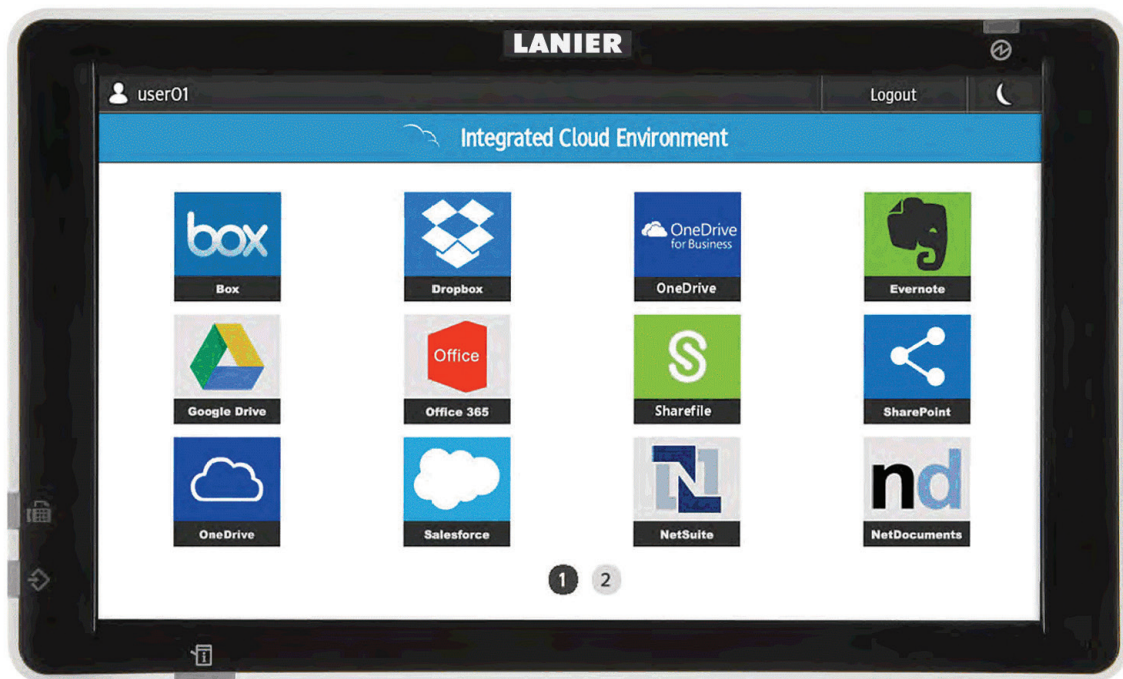 LANIER
user01
Logout
Integrated Cloud Environment
box
Box
Dropbox
OneDrive
for Business
OneDrive
Evernote
Google Drive
Office
Office 365
S
Sharefile
SharePoint
OneDrive
Salesforce
N
NetSuite
nd
NetDocuments
1 2